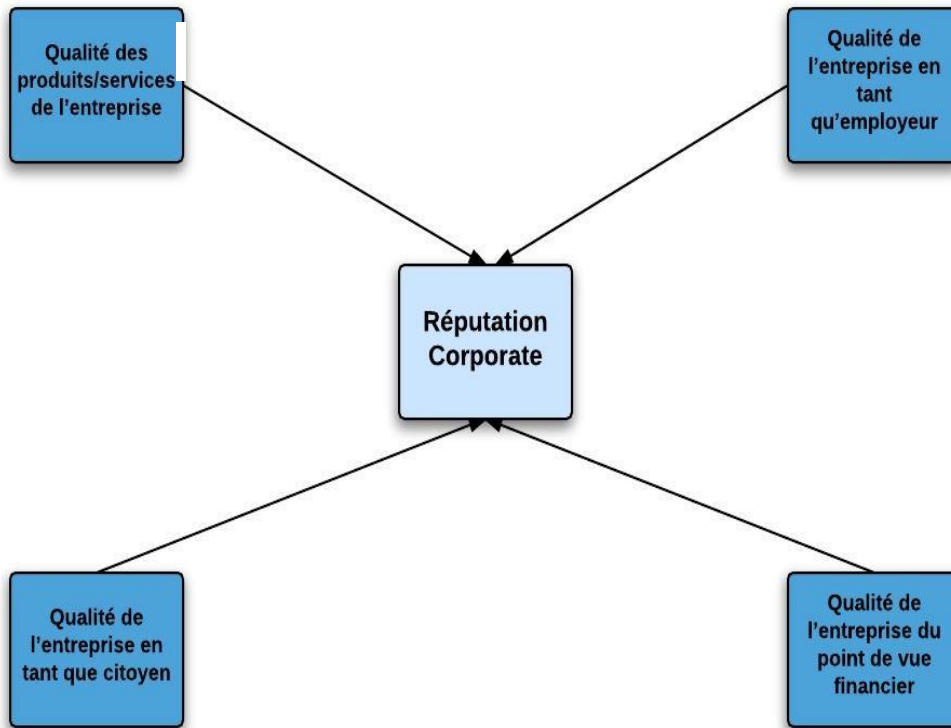 Qualité des
produits/services
de l’entreprise
Qualité de
l’entreprise en
tant
qu’employeur
Réputation
Corporate
Qualité de
l’entreprise en
tant que citoyen
Qualité de
l’entreprise du
point de vue
financier